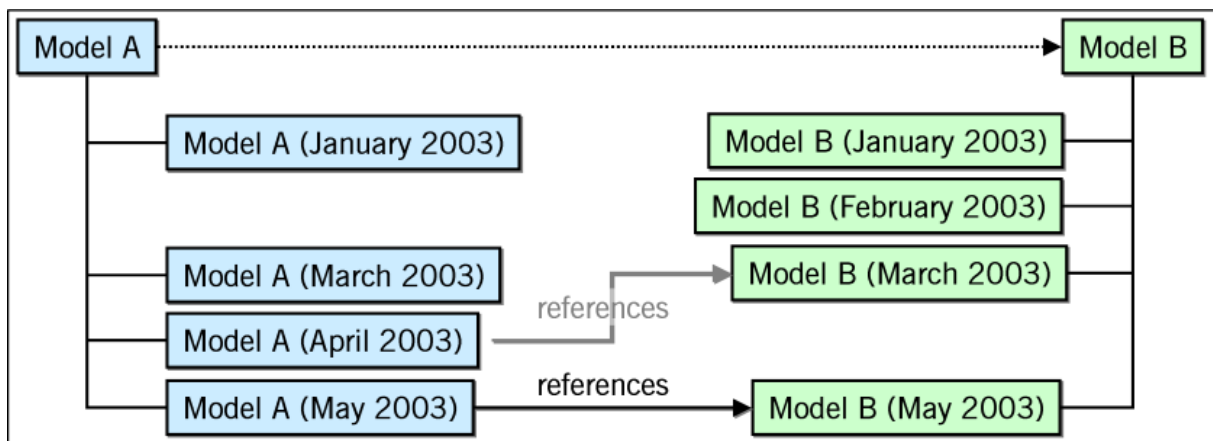 Model A
Model B
Model A (January 2003)
Model B (January 2003)
Model B (February 2003)
Model A (March 2003)
Model B (March 2003)
references
Model A (April 2003)
references
Model A (May 2003)
Model B (May 2003)